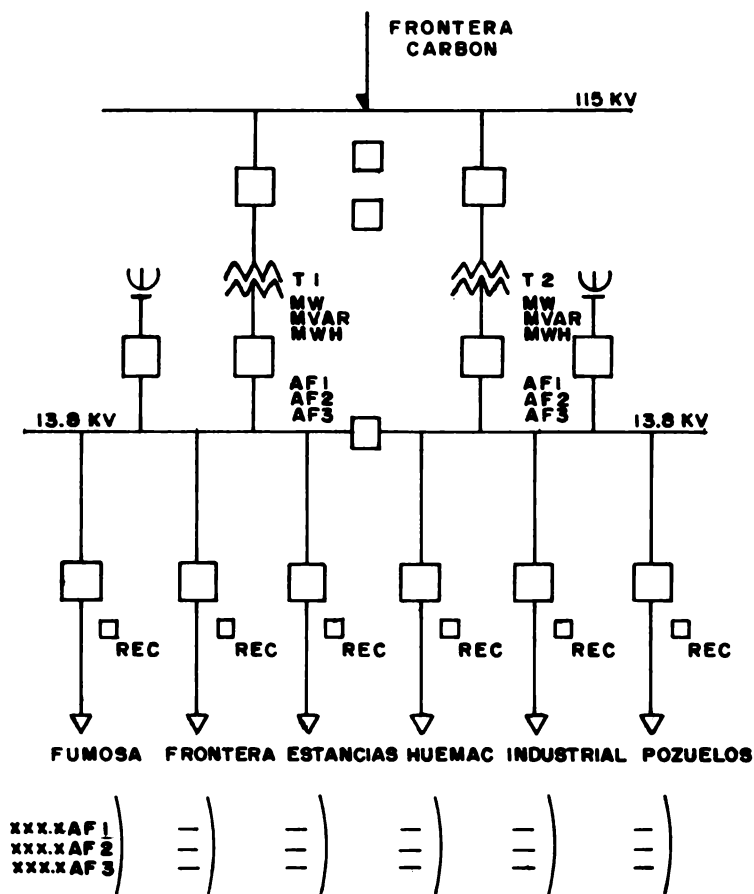 FRONTERA
CARBON
115 KV
T1
MW
MVAR
MWH
T2
MW
MVAR
MWH
AF1
AF2
AF3
AF1
AF2
AF3
13.8 KV
13.8 KV
REC
REC
REC
REC
REC
REC
FUMOSA FRONTERA ESTANCIAS HUEMAC INDUSTRIAL POZUELOS
xxx.xAF1
xxx.xAF2
xxx.xAF3